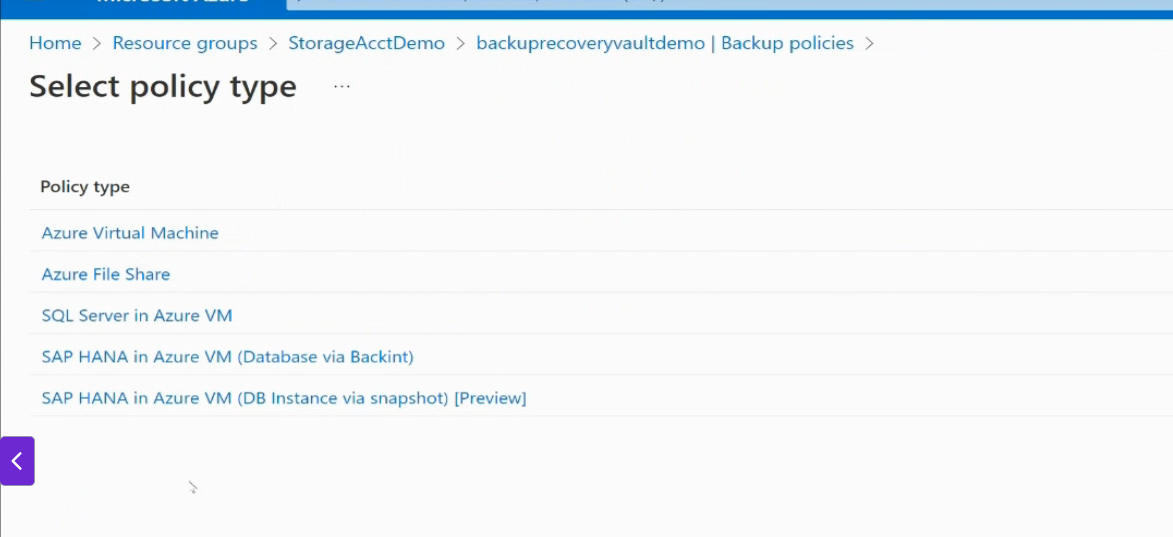 Microsoft Azure
Home > Resource groups > StorageAcctDemo > backuprecoveryvaultdemo | Backup policies >
Select policy type ...
Policy type
Azure Virtual Machine
Azure File Share
SQL Server in Azure VM
SAP HANA in Azure VM (Database via Backint)
SAP HANA in Azure VM (DB Instance via snapshot) [Preview]